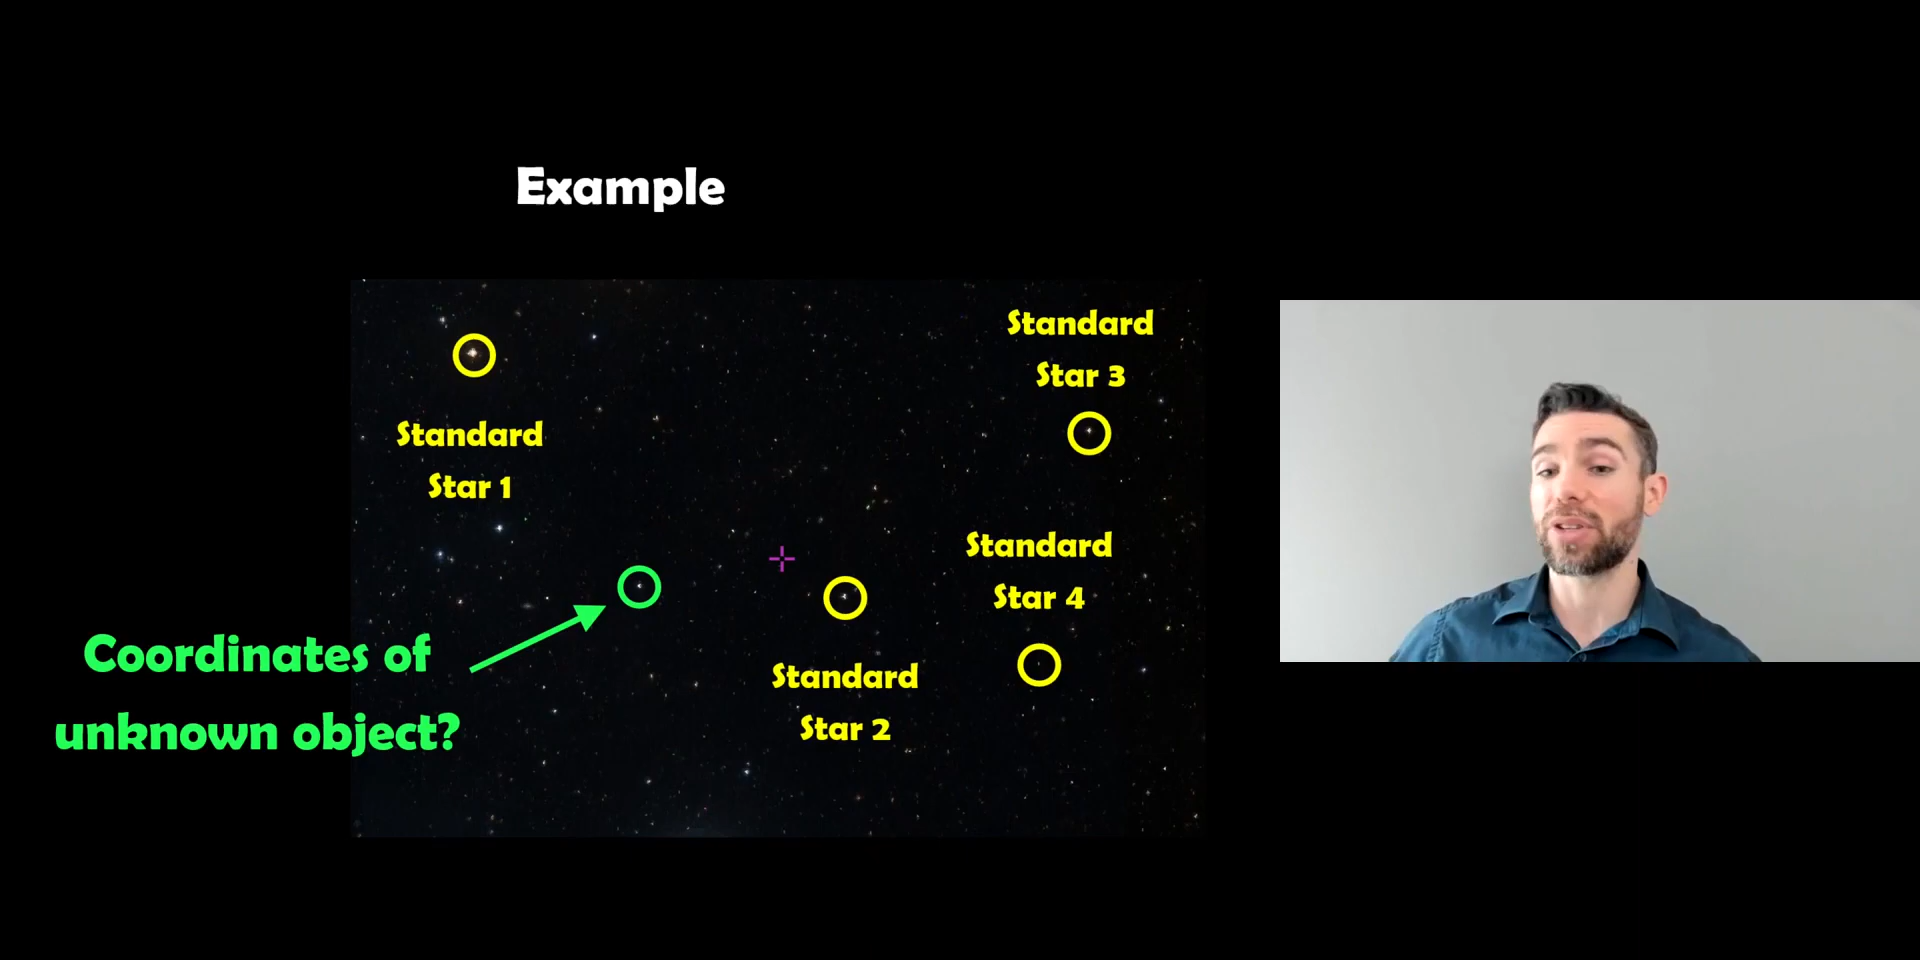 Example
Standard
Star 1
Standard
Star 3
Standard
Star 4
Standard
Star 2
Coordinates of
unknown object?